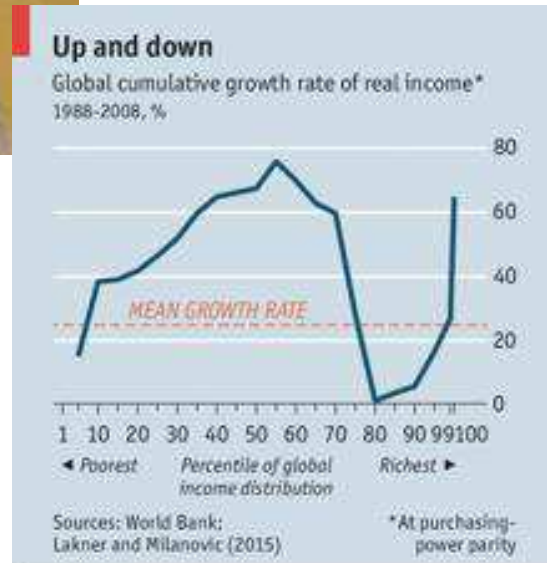 Up and down
Global cumulative growth rate of real income*
1988-2008, %
80
60
40
MEAN GROWTH RATE
20
0
1 10 20 30 40 50 60 70 80 90 99100
◄ Poorest Percentile of global Richest ►
income distribution
Sources: World Bank;
Lakner and Milanovic (2015)
*At purchasing-
power parity